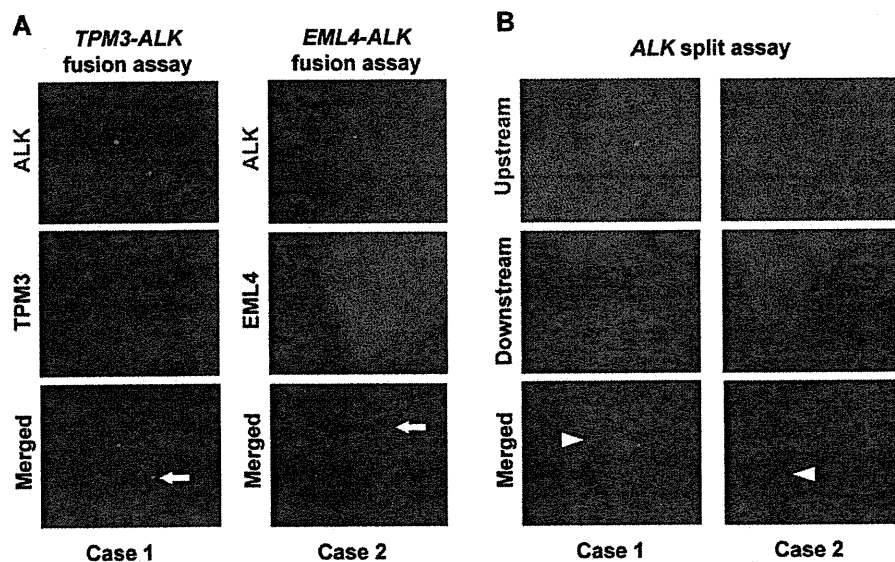 A
TPM3-ALK
fusion assay
EML4-ALK
fusion assay
ALK
TPM3
Merged
Case 1
ALK
EML4
Merged
Case 2
B
ALK split assay
Upstream
Downstream
Merged
Case 1
Case 2